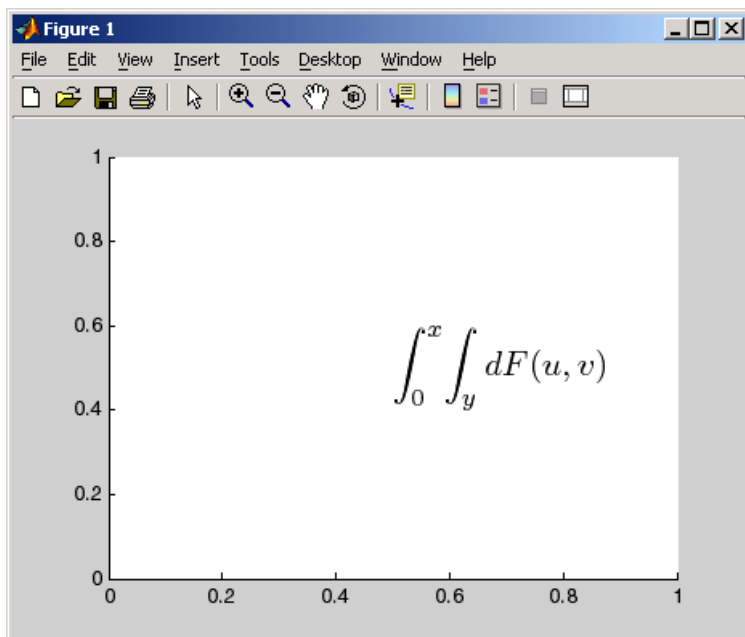 Figure 1
File Edit View Insert Tools Desktop Window Help
1
0.8
0.6
0.4
0.2
0
∫₀ˣ ∫_y dF(u, v)
0 0.2 0.4 0.6 0.8 1